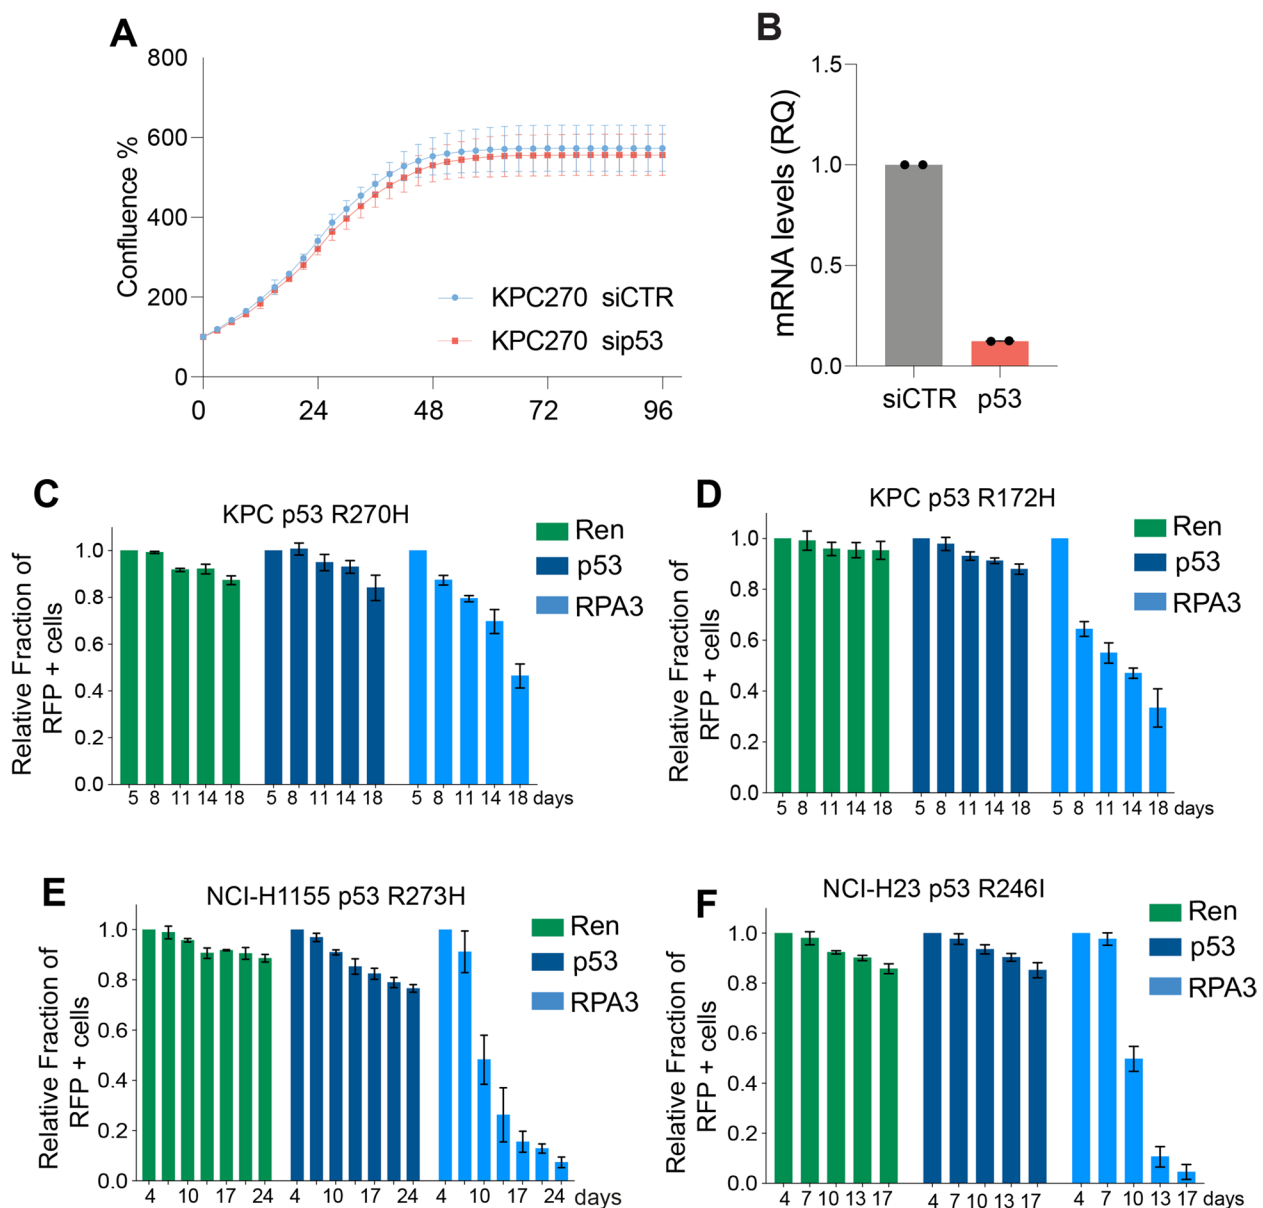 A
800
600
400
200
0
Confluence %
KPC270 siCTR
KPC270 sip53
0 24 48 72 96
B
1.5
1.0
0.5
0.0
mRNA levels (RQ)
siCTR p53
C
KPC p53 R270H
Ren
p53
RPA3
1.0
0.8
0.6
0.4
0.2
0.0
Relative Fraction of
RFP + cells
5 8 11 14 18 5 8 11 14 18 5 8 11 14 18 days
D
KPC p53 R172H
Ren
p53
RPA3
1.0
0.8
0.6
0.4
0.2
0.0
Relative Fraction of
RFP + cells
5 8 11 14 18 5 8 11 14 18 5 8 11 14 18 days
E
NCI-H1155 p53 R273H
Ren
p53
RPA3
1.0
0.8
0.6
0.4
0.2
0.0
Relative Fraction of
RFP + cells
4 10 17 24 4 10 17 24 4 10 17 24 days
F
NCI-H23 p53 R246I
Ren
p53
RPA3
1.0
0.8
0.6
0.4
0.2
0.0
Relative Fraction of
RFP + cells
4 7 10 13 17 4 7 10 13 17 4 7 10 13 17 days